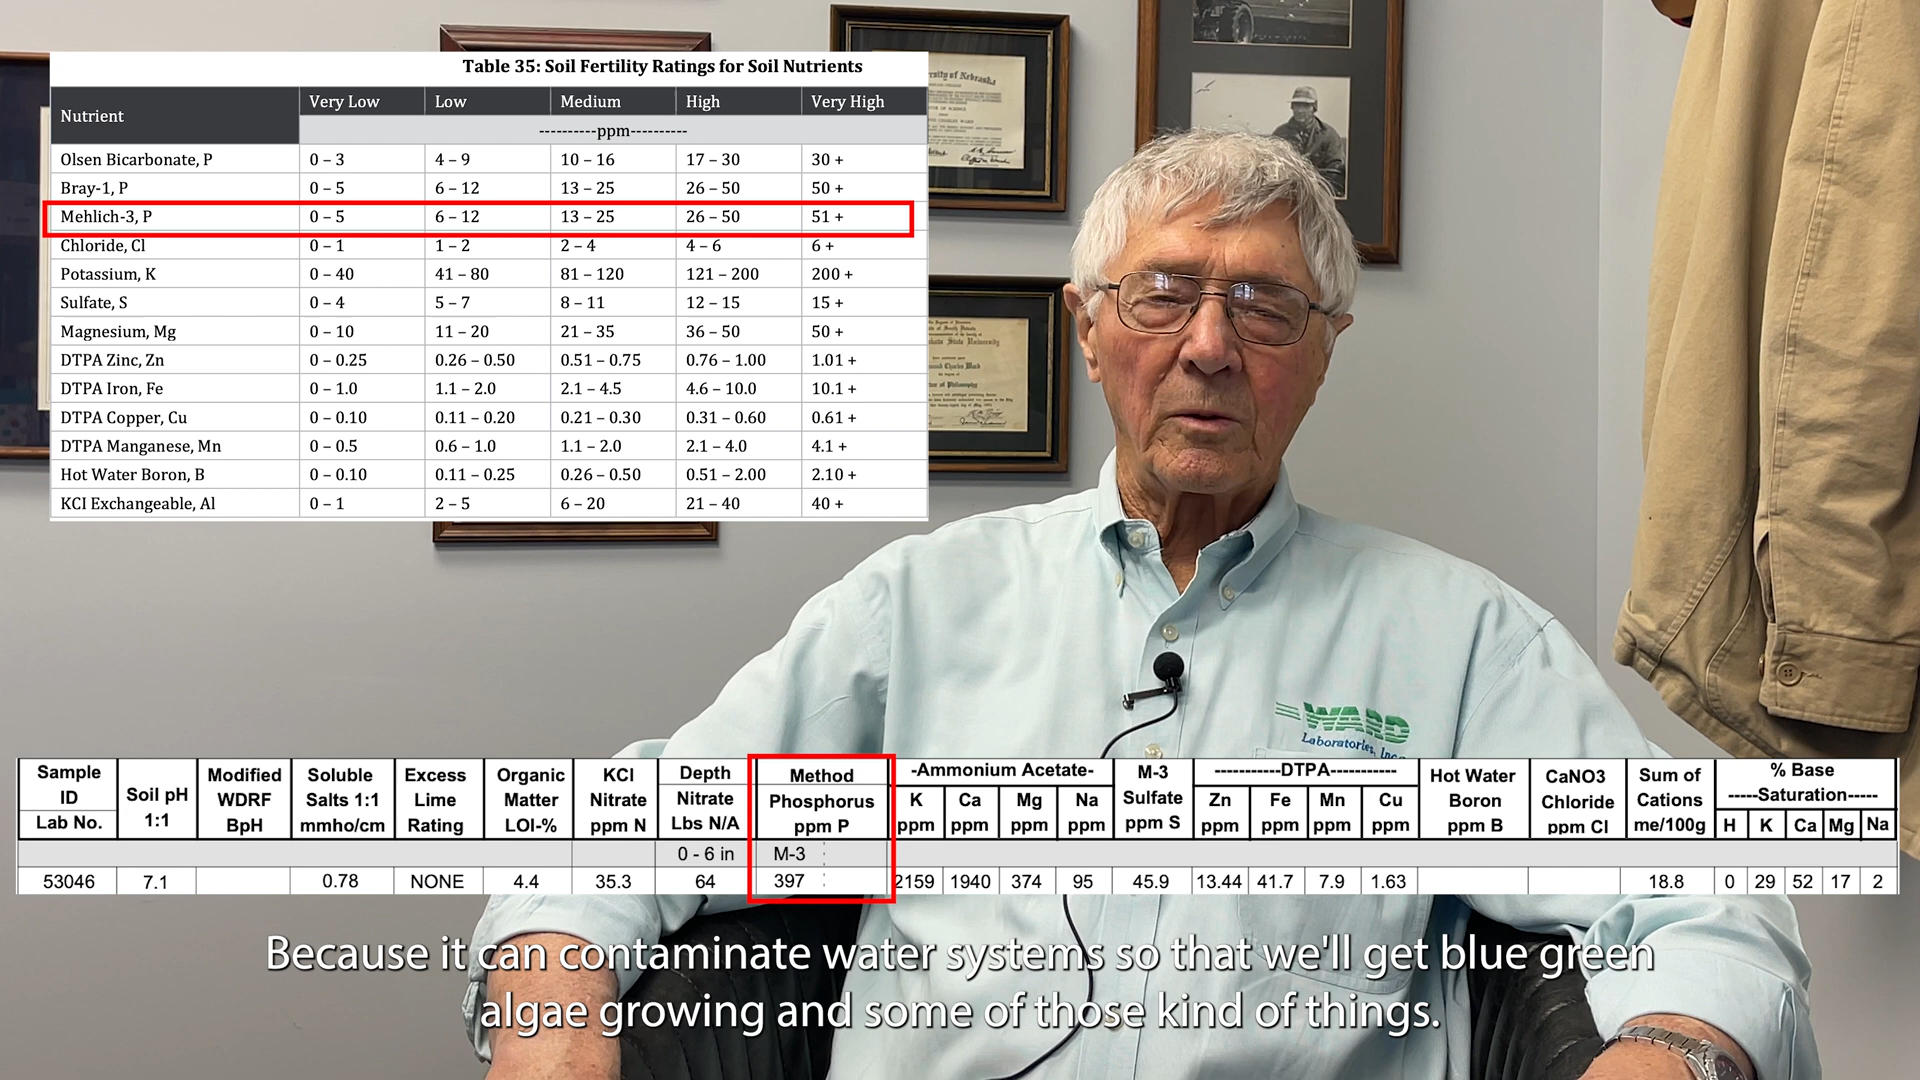 Table 35: Soil Fertility Ratings for Soil Nutrients
Nutrient Very Low Low Medium High Very High
----------ppm----------
Olsen Bicarbonate, P 0 – 3 4 – 9 10 – 16 17 – 30 30 +
Bray-1, P 0 – 5 6 – 12 13 – 25 26 – 50 50 +
Mehlich-3, P 0 – 5 6 – 12 13 – 25 26 – 50 51 +
Chloride, Cl 0 – 1 1 – 2 2 – 4 4 – 6 6 +
Potassium, K 0 – 40 41 – 80 81 – 120 121 – 200 200 +
Sulfate, S 0 – 4 5 – 7 8 – 11 12 – 15 15 +
Magnesium, Mg 0 – 10 11 – 20 21 – 35 36 – 50 50 +
DTPA Zinc, Zn 0 – 0.25 0.26 – 0.50 0.51 – 0.75 0.76 – 1.00 1.01 +
DTPA Iron, Fe 0 – 1.0 1.1 – 2.0 2.1 – 4.5 4.6 – 10.0 10.1 +
DTPA Copper, Cu 0 – 0.10 0.11 – 0.20 0.21 – 0.30 0.31 – 0.60 0.61 +
DTPA Manganese, Mn 0 – 0.5 0.6 – 1.0 1.1 – 2.0 2.1 – 4.0 4.1 +
Hot Water Boron, B 0 – 0.10 0.11 – 0.25 0.26 – 0.50 0.51 – 2.00 2.10 +
KCI Exchangeable, Al 0 – 1 2 – 5 6 – 20 21 – 40 40 +
of Nebraska
State University
of Philosophy
WARD
Laboratories, Inc
Sample ID Lab No. Soil pH 1:1 Modified WDRF BpH Soluble Salts 1:1 mmho/cm Excess Lime Rating Organic Matter LOI-% KCl Nitrate ppm N Depth Nitrate Lbs N/A Method Phosphorus ppm P -Ammonium Acetate- K ppm Ca ppm Mg ppm Na ppm M-3 Sulfate ppm S -----------DTPA----------- Zn ppm Fe ppm Mn ppm Cu ppm Hot Water Boron ppm B CaNO3 Chloride ppm Cl Sum of Cations me/100g % Base -----Saturation----- H K Ca Mg Na
0 - 6 in M-3
53046 7.1 0.78 NONE 4.4 35.3 64 397 2159 1940 374 95 45.9 13.44 41.7 7.9 1.63 18.8 0 29 52 17 2
Because it can contaminate water systems so that we'll get blue green
algae growing and some of those kind of things.